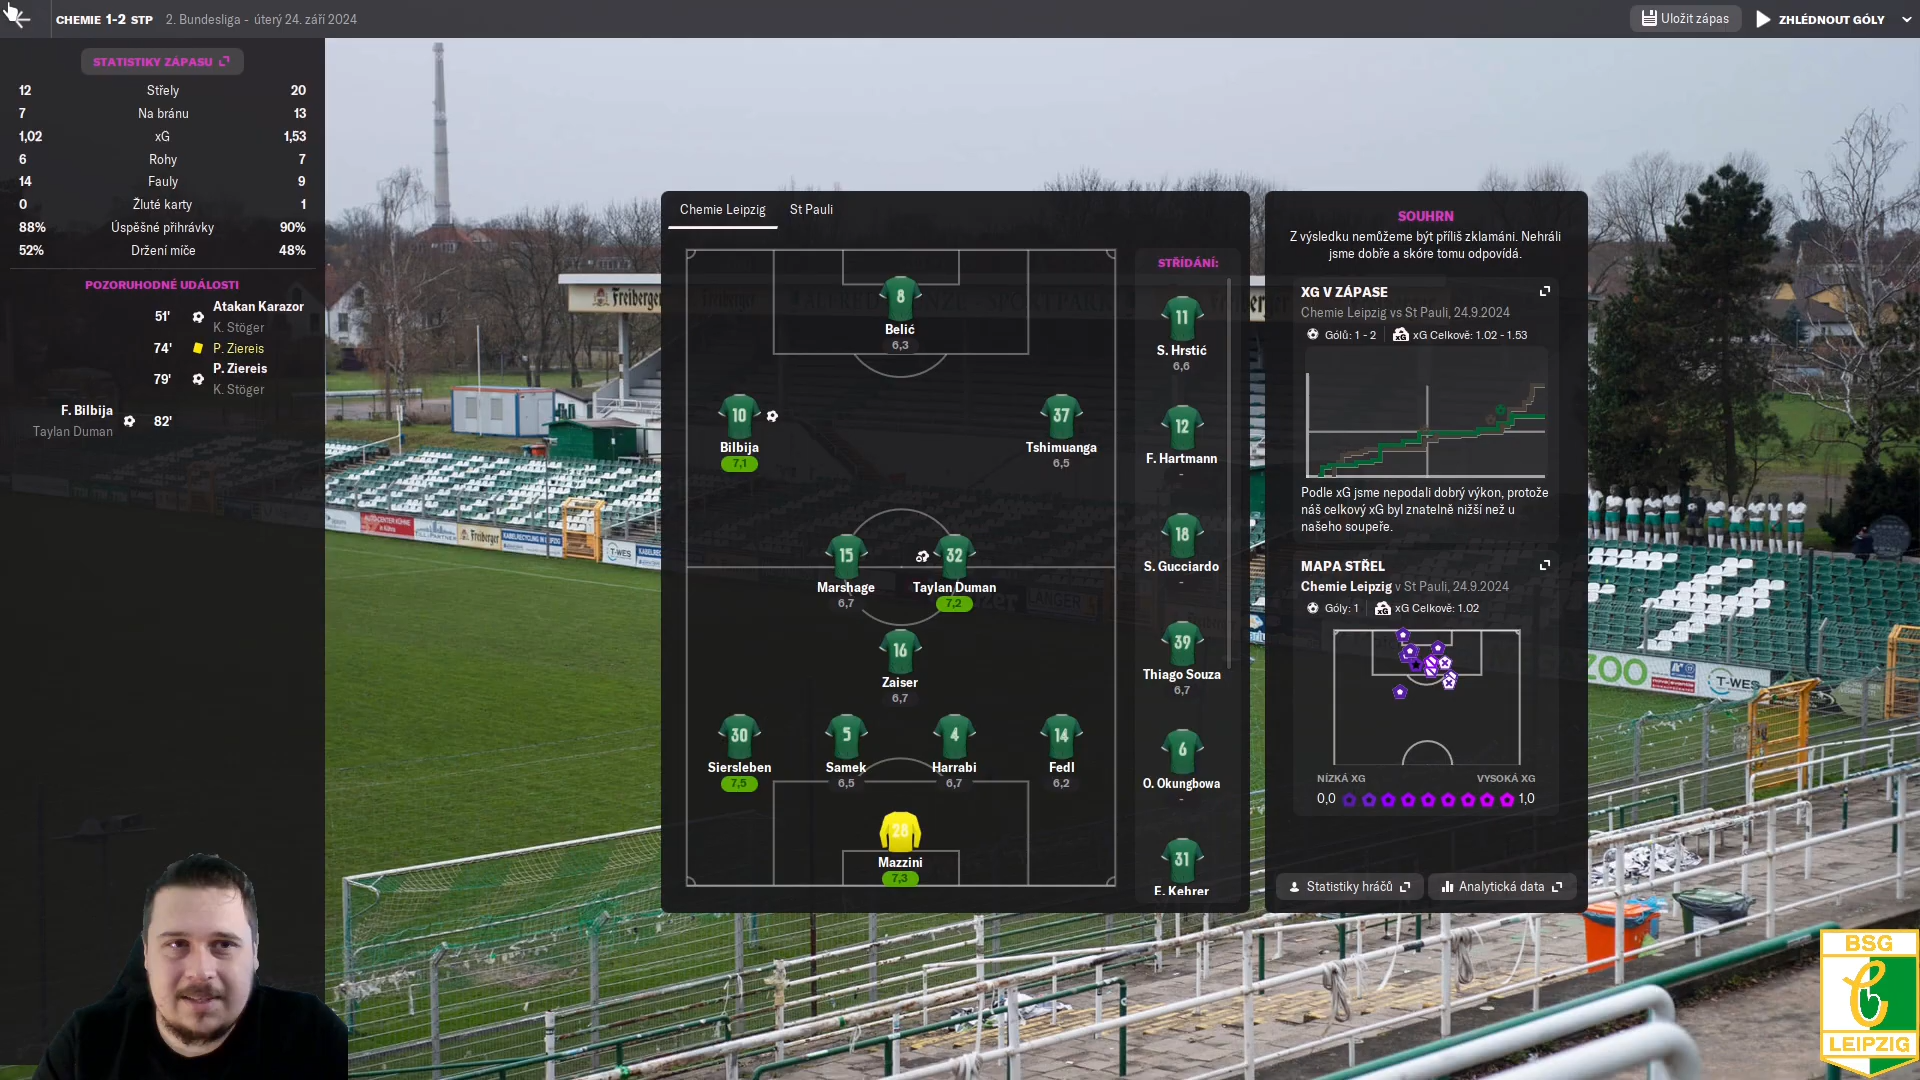 CHEMIE 1-2 STP
2. Bundesliga - úterý 24. září 2024
Uložit zápas
ZHLÉDNOUT GÓLY
STATISTIKY ZÁPASU
12 Střely 20
7 Na bránu 13
1,02 xG 1,53
6 Rohy 7
14 Fauly 9
0 Žluté karty 1
88% Úspěšné přihrávky 90%
52% Držení míče 48%
POZORUHODNÉ UDÁLOSTI
51' Atakan Karazor
K. Stöger
74' P. Ziereis
79' P. Ziereis
K. Stöger
F. Bilbija 82'
Taylan Duman
Chemie Leipzig
St Pauli
8
Belić
6,3
10
Bilbija
7,1
37
Tshimuanga
6,5
15
Marshage
6,7
32
Taylan Duman
7,2
16
Zaiser
6,7
30
Siersleben
7,5
5
Samek
6,5
4
Harrabi
6,7
14
Fedl
6,2
28
Mazzini
7,3
STŘÍDÁNÍ:
11
S. Hrstić
6,6
12
F. Hartmann
-
18
S. Gucciardo
-
39
Thiago Souza
6,7
6
O. Okungbowa
-
31
E. Kehrer
SOUHRN
Z výsledku nemůžeme být příliš zklamáni. Nehráli
jsme dobře a skóre tomu odpovídá.
XG V ZÁPASE
Chemie Leipzig vs St Pauli, 24.9.2024
Gólů: 1 - 2
xG Celkově: 1.02 - 1.53
Podle xG jsme nepodali dobrý výkon, protože
náš celkový xG byl znatelně nižší než u
našeho soupeře.
MAPA STŘEL
Chemie Leipzig v St Pauli, 24.9.2024
Góly: 1
xG Celkově: 1.02
NÍZKÁ XG
VYSOKÁ XG
0,0
1,0
Statistiky hráčů
Analytická data
Freiberger
Freiberger
T-WES
ZOO
T-WES
BSG
LEIPZIG